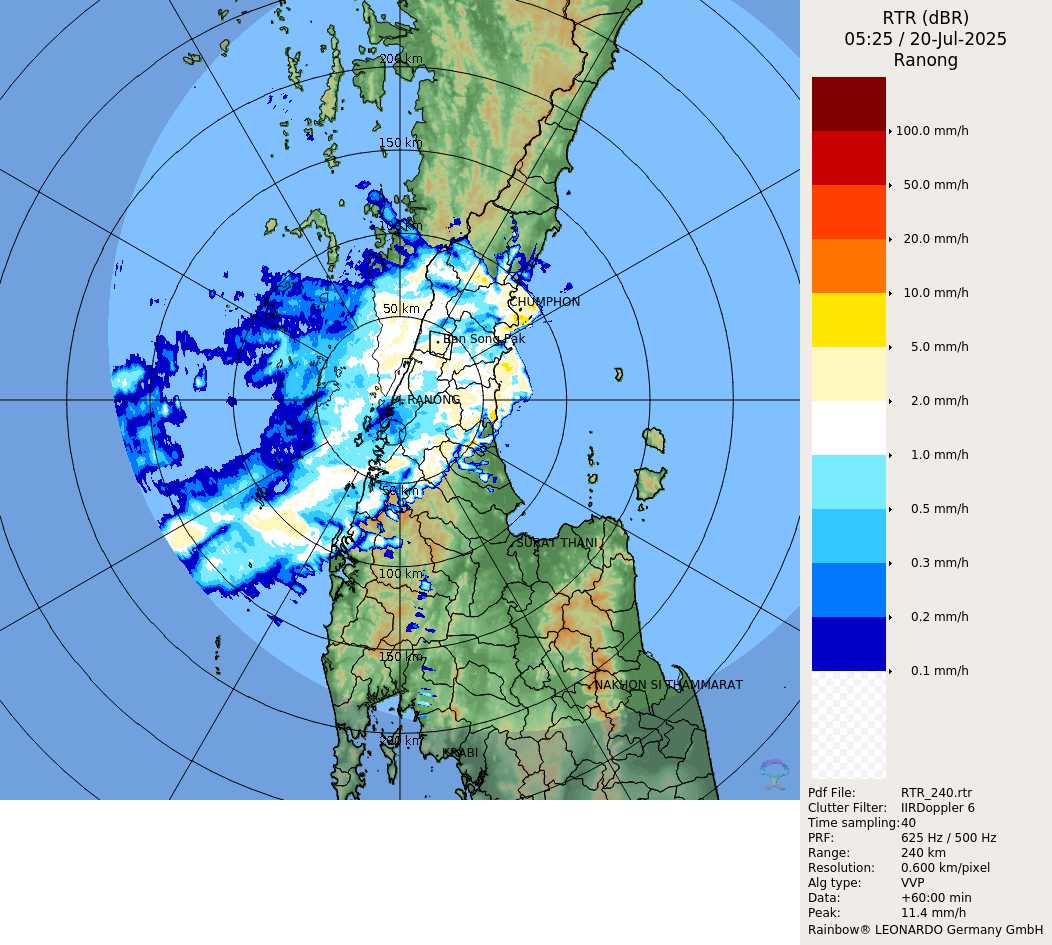 200 km
150 km
100 km
50 km
CHUMPHON
Ban Song Pak
RANONG
50 km
SURAT THANI
100 km
150 km
NAKHON SI THAMMARAT
200 km
KRABI
RTR (dBR)
05:25 / 20-Jul-2025
Ranong
100.0 mm/h
50.0 mm/h
20.0 mm/h
10.0 mm/h
5.0 mm/h
2.0 mm/h
1.0 mm/h
0.5 mm/h
0.3 mm/h
0.2 mm/h
0.1 mm/h
Pdf File: RTR_240.rtr
Clutter Filter: IIRDoppler 6
Time sampling:40
PRF: 625 Hz / 500 Hz
Range: 240 km
Resolution: 0.600 km/pixel
Alg type: VVP
Data: +60:00 min
Peak: 11.4 mm/h
Rainbow® LEONARDO Germany GmbH